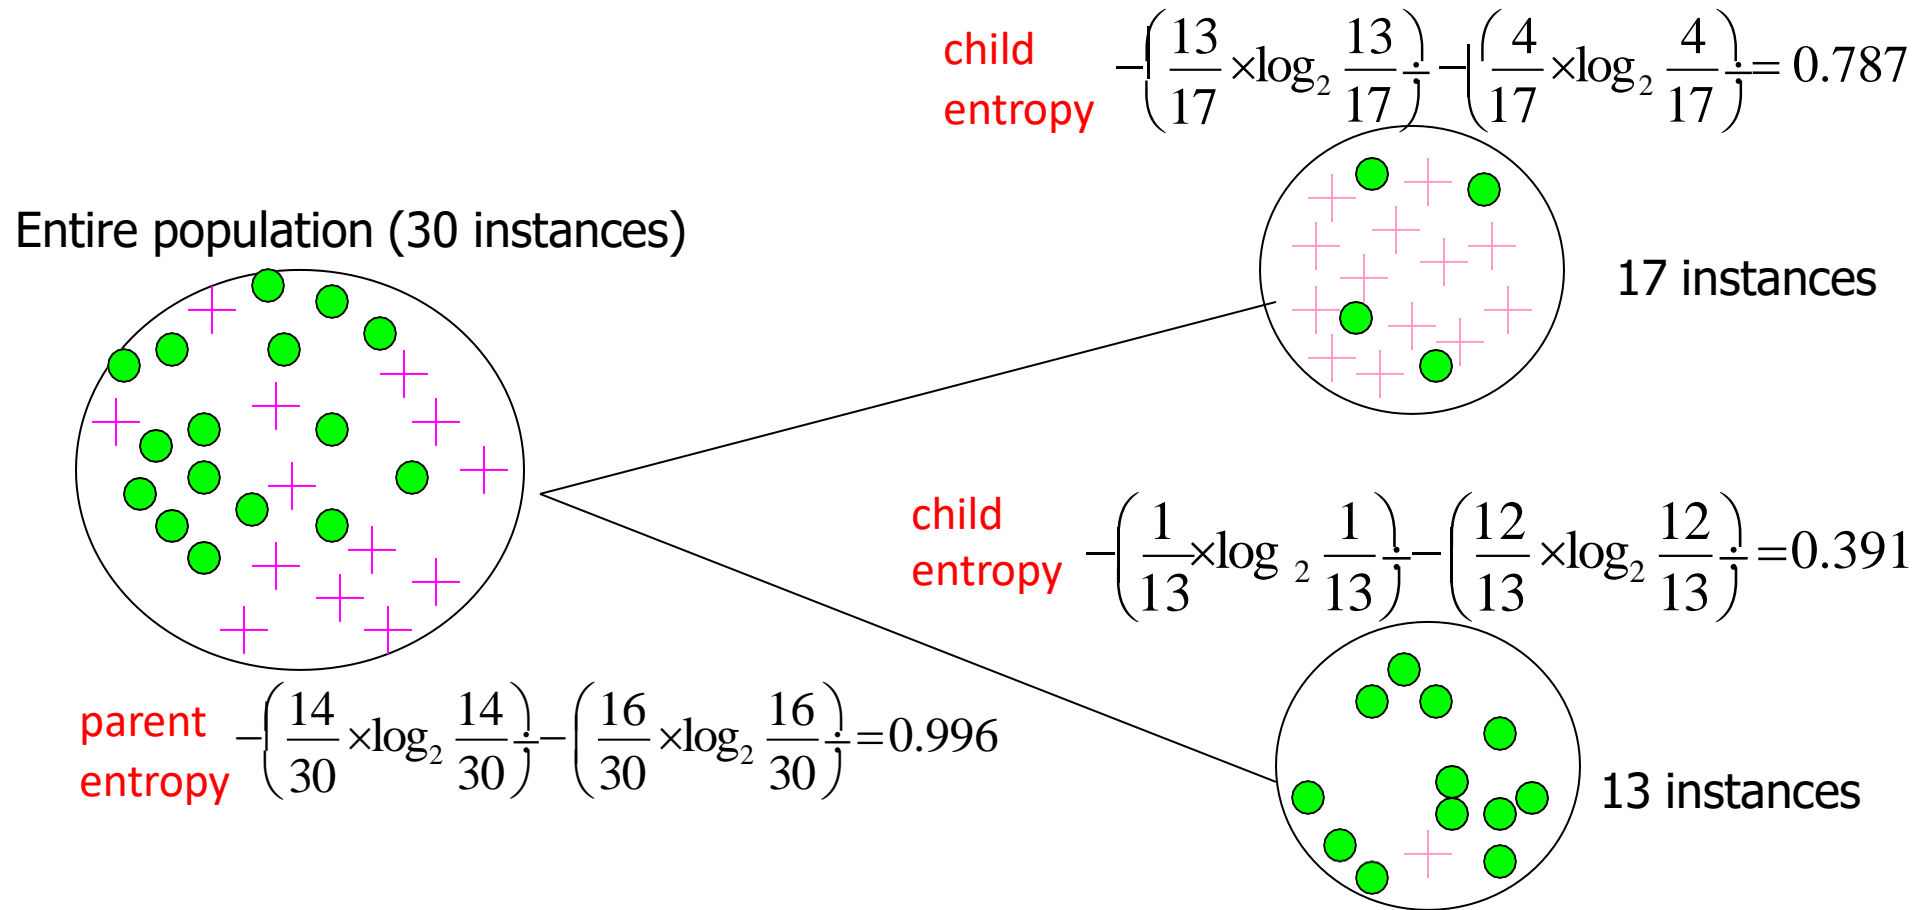 child
entropy
−(13/17 ×log₂ 13/17)÷ −(4/17 ×log₂ 4/17)÷= 0.787
Entire population (30 instances)
17 instances
child
entropy
−(1/13×log ₂ 1/13)÷− (12/13 ×log₂ 12/13)÷=0.391
parent
entropy
−(14/30 ×log₂ 14/30)÷− (16/30 ×log₂ 16/30)÷=0.996
13 instances